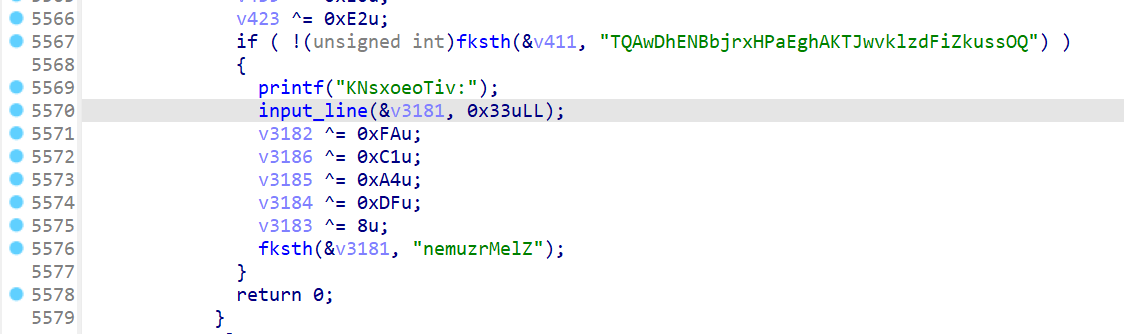 5566 v423 ^= 0xE2u;
5567 if ( !(unsigned int)fksth(&v411, "TQAwDhENBbjrxHPaEghAKTJwvklzdFiZkussOQ") )
5568 {
5569 printf("KNsxoeoTiv:");
5570 input_line(&v3181, 0x33uLL);
5571 v3182 ^= 0xFAu;
5572 v3186 ^= 0xC1u;
5573 v3185 ^= 0xA4u;
5574 v3184 ^= 0xDFu;
5575 v3183 ^= 8u;
5576 fksth(&v3181, "nemuzrMelZ");
5577 }
5578 return 0;
5579 }